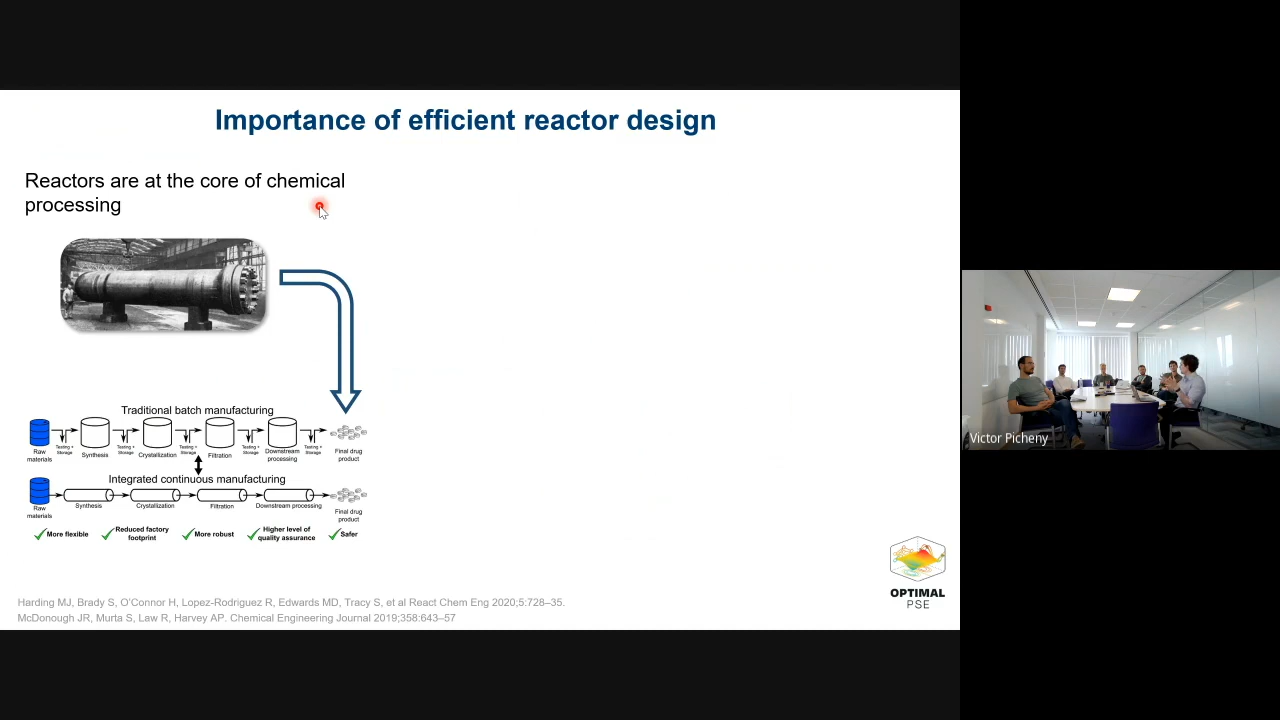 Importance of efficient reactor design
Reactors are at the core of chemical
processing
Traditional batch manufacturing
Raw
materials
Testing +
Storage
Synthesis
Testing +
Storage
Crystallization
Testing +
Storage
Filtration
Testing +
Storage
Downstream
processing
Testing +
Storage
Final drug
product
Integrated continuous manufacturing
Raw
materials
Synthesis
Crystallization
Filtration
Downstream processing
Final drug
product
More flexible
Reduced factory
footprint
More robust
Higher level of
quality assurance
Safer
Harding MJ, Brady S, O'Connor H, Lopez-Rodriguez R, Edwards MD, Tracy S, et al React Chem Eng 2020;5:728–35.
McDonough JR, Murta S, Law R, Harvey AP. Chemical Engineering Journal 2019;358:643–57
OPTIMAL
PSE
Victor Picheny